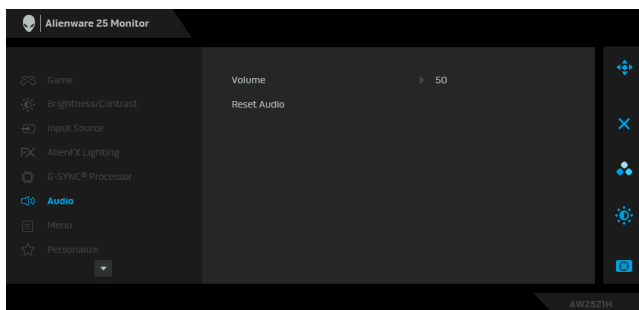 Alienware 25 Monitor
Game
Brightness/Contrast
Input Source
AlienFX Lighting
G-SYNC® Processor
Audio
Menu
Personalize
Volume 50
Reset Audio
AW2521H